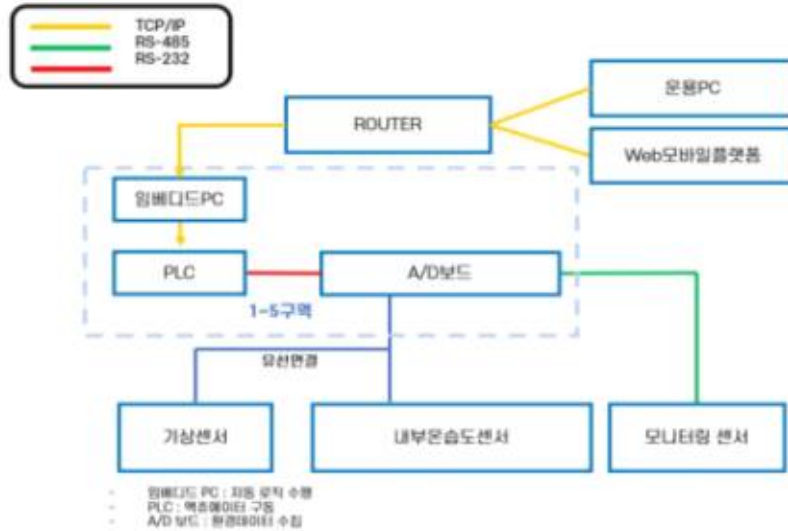 TCP/IP
RS-485
RS-232
운용PC
ROUTER
Web모바일플랫폼
임베디드PC
PLC
A/D보드
1-5구역
유선연결
기상센서
내부온습도센서
모니터링 센서
- 임베디드 PC : 자동 로직 수행
- PLC : 액츄에이터 구동
- A/D 보드 : 환경데이터 수집